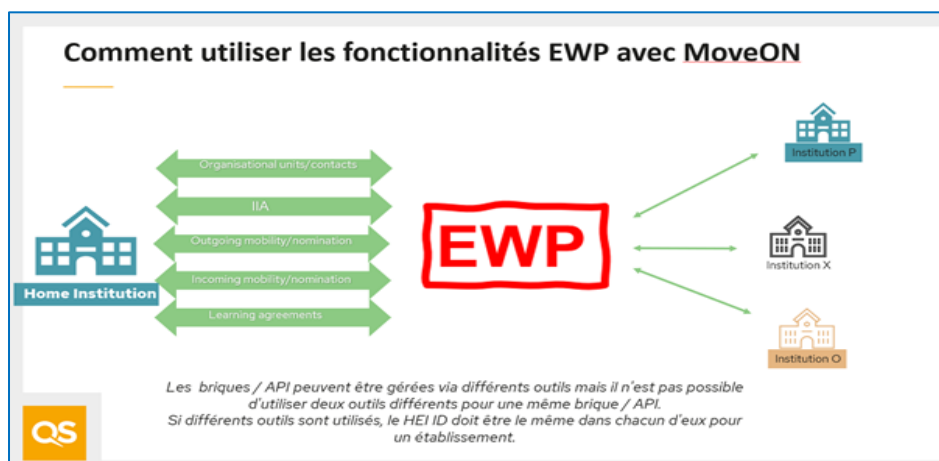 Comment utiliser les fonctionnalités EWP avec MoveON
Organisational units/contacts
IIA
Outgoing mobility/nomination
Incoming mobility/nomination
Learning agreements
Home Institution
EWP
Institution P
Institution X
Institution O
Les briques / API peuvent être gérées via différents outils mais il n'est pas possible
d'utiliser deux outils différents pour une même brique / API.
Si différents outils sont utilisés, le HEI ID doit être le même dans chacun d'eux pour
un établissement.
QS